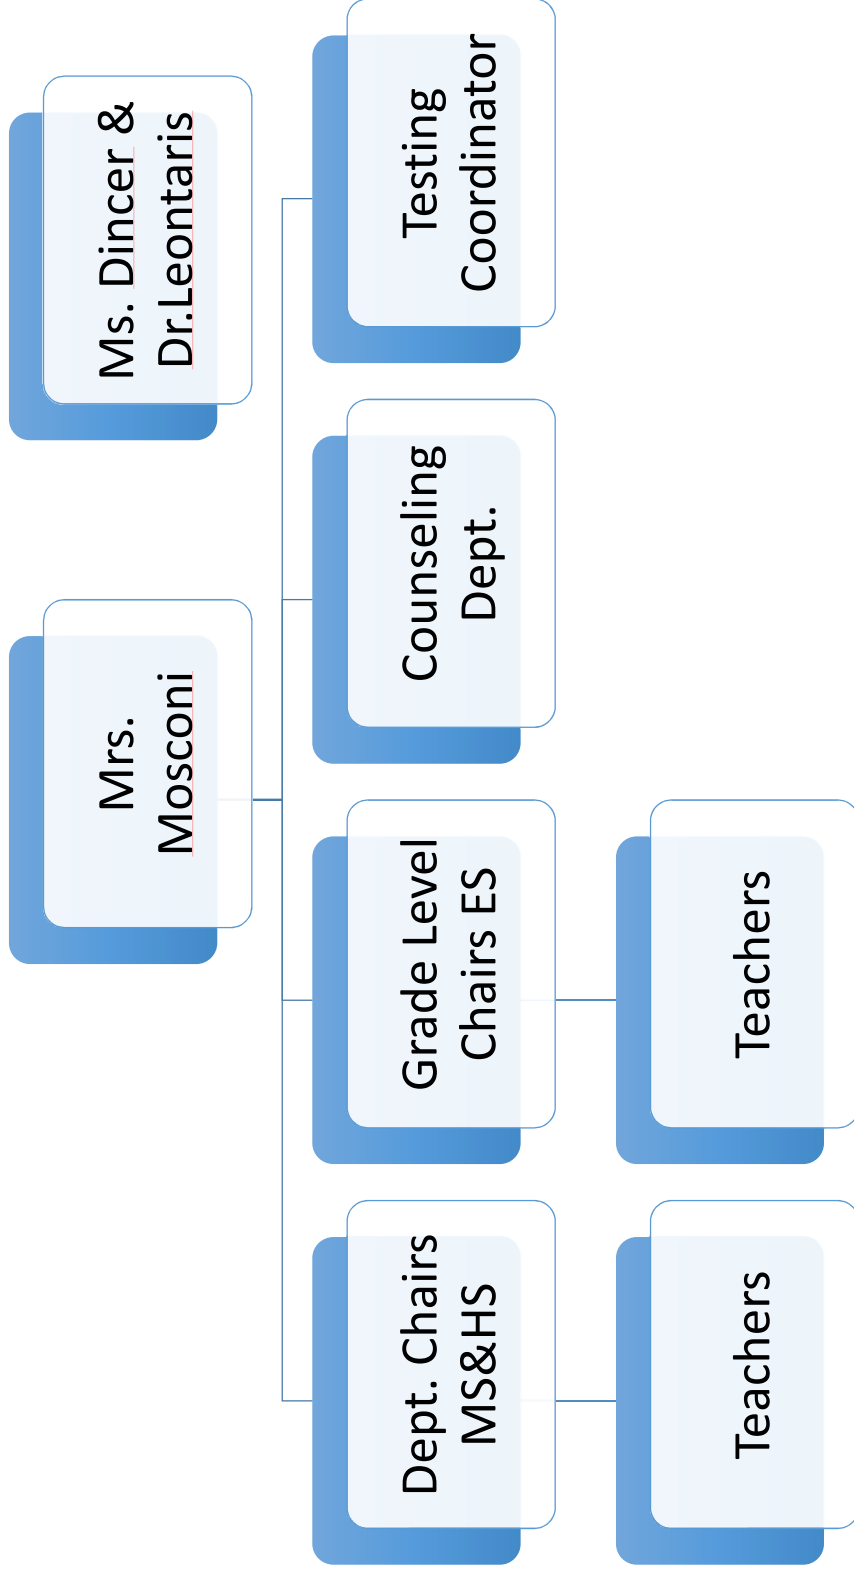 Mrs.
Mosconi
Ms. Dincer &
Dr.Leontaris
Dept. Chairs
MS&HS
Grade Level
Chairs ES
Counseling
Dept.
Testing
Coordinator
Teachers
Teachers